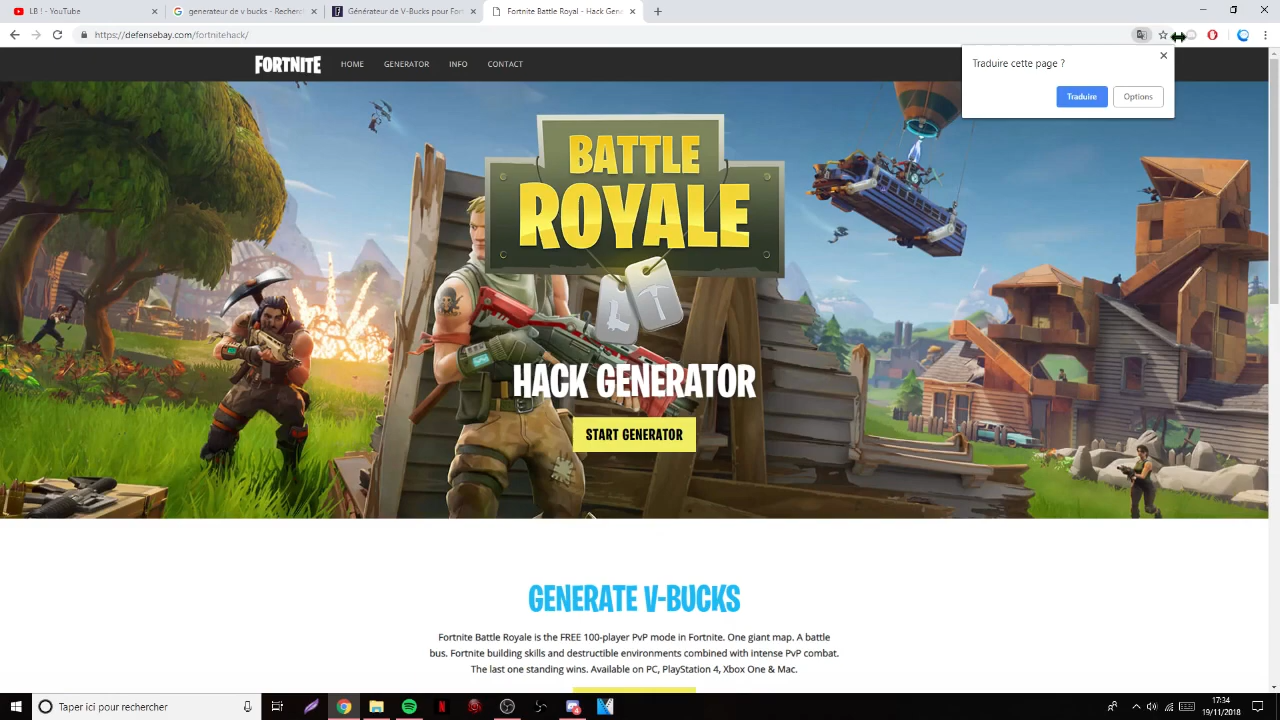 LB ! - YouTube
generateur de v-bucks - Recherc
Générateur de V-Bucks pour Fort
Fortnite Battle Royale - Hack Gen
https://defensebay.com/fortnitehack/
FORTNITE
HOME
GENERATOR
INFO
CONTACT
Traduire cette page ?
Traduire
Options
BATTLE
ROYALE
HACK GENERATOR
START GENERATOR
GENERATE V-BUCKS
Fortnite Battle Royale is the FREE 100-player PvP mode in Fortnite. One giant map. A battle
bus. Fortnite building skills and destructible environments combined with intense PvP combat.
The last one standing wins. Available on PC, PlayStation 4, Xbox One & Mac.
Taper ici pour rechercher
17:34
19/11/2018